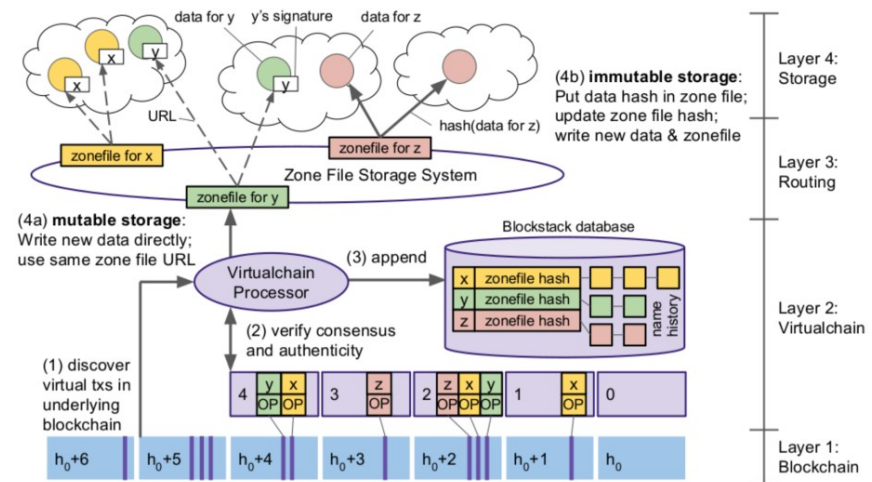 data for y
y's signature
data for z
Layer 4:
Storage
x
x
y
y
URL
(4b) immutable storage:
Put data hash in zone file;
update zone file hash;
write new data & zonefile
hash(data for z)
zonefile for x
zonefile for z
Zone File Storage System
zonefile for y
Layer 3:
Routing
(4a) mutable storage:
Write new data directly;
use same zone file URL
Virtualchain
Processor
(3) append
Blockstack database
x zonefile hash
y zonefile hash
z zonefile hash
name
history
Layer 2:
Virtualchain
(2) verify consensus
and authenticity
(1) discover
virtual txs in
underlying
blockchain
4 y x 3 z 2 z x y 1 x 0
OP OP OP OP OP OP OP
h0+6 h0+5 h0+4 h0+3 h0+2 h0+1 h0
Layer 1:
Blockchain